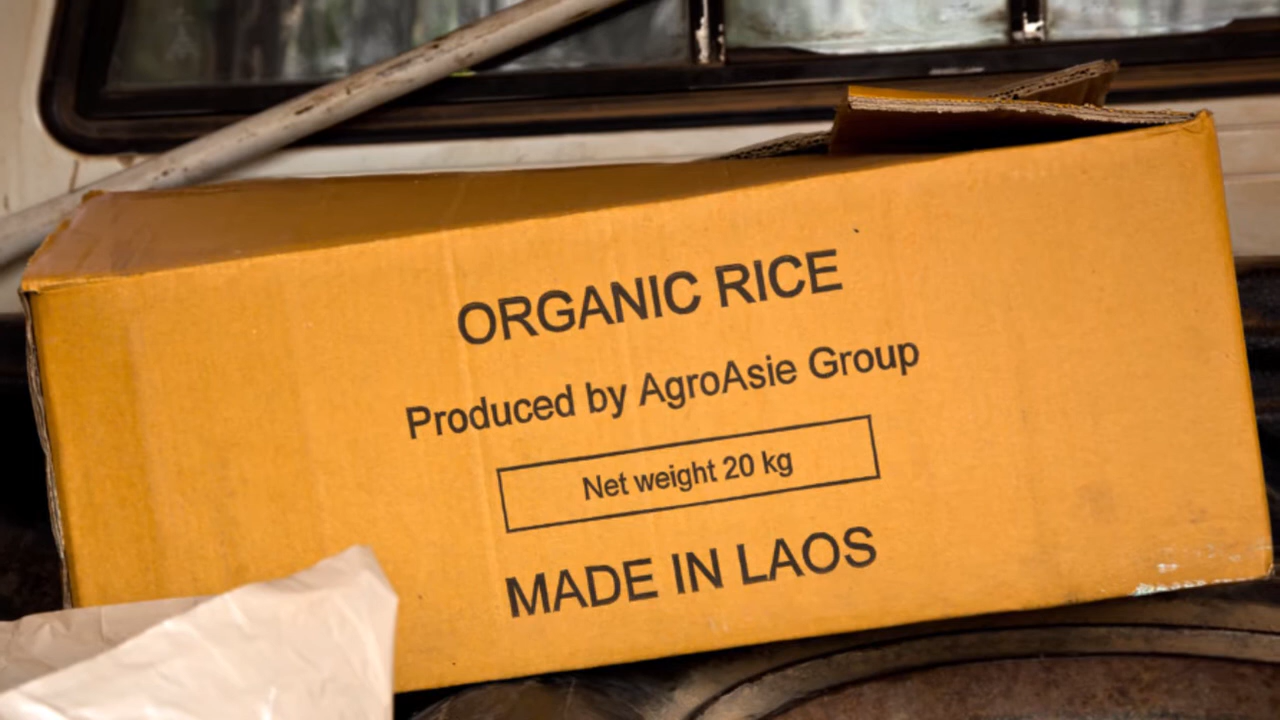 ORGANIC RICE
Produced by AgroAsie Group
Net weight 20 kg
MADE IN LAOS